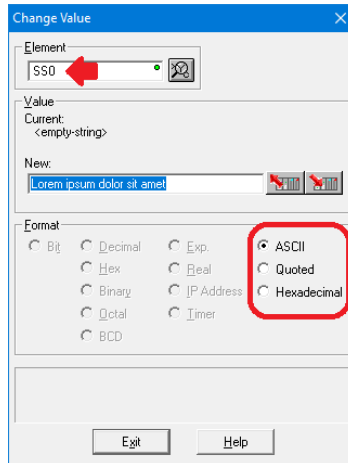 Change Value
Element
SS0
Value
Current:
<empty-string>
New:
Lorem ipsum dolor sit amet
Format
Bit Decimal Exp. ASCII
Hex Real Quoted
Binary IP Address Hexadecimal
Octal Timer
BCD
Exit Help